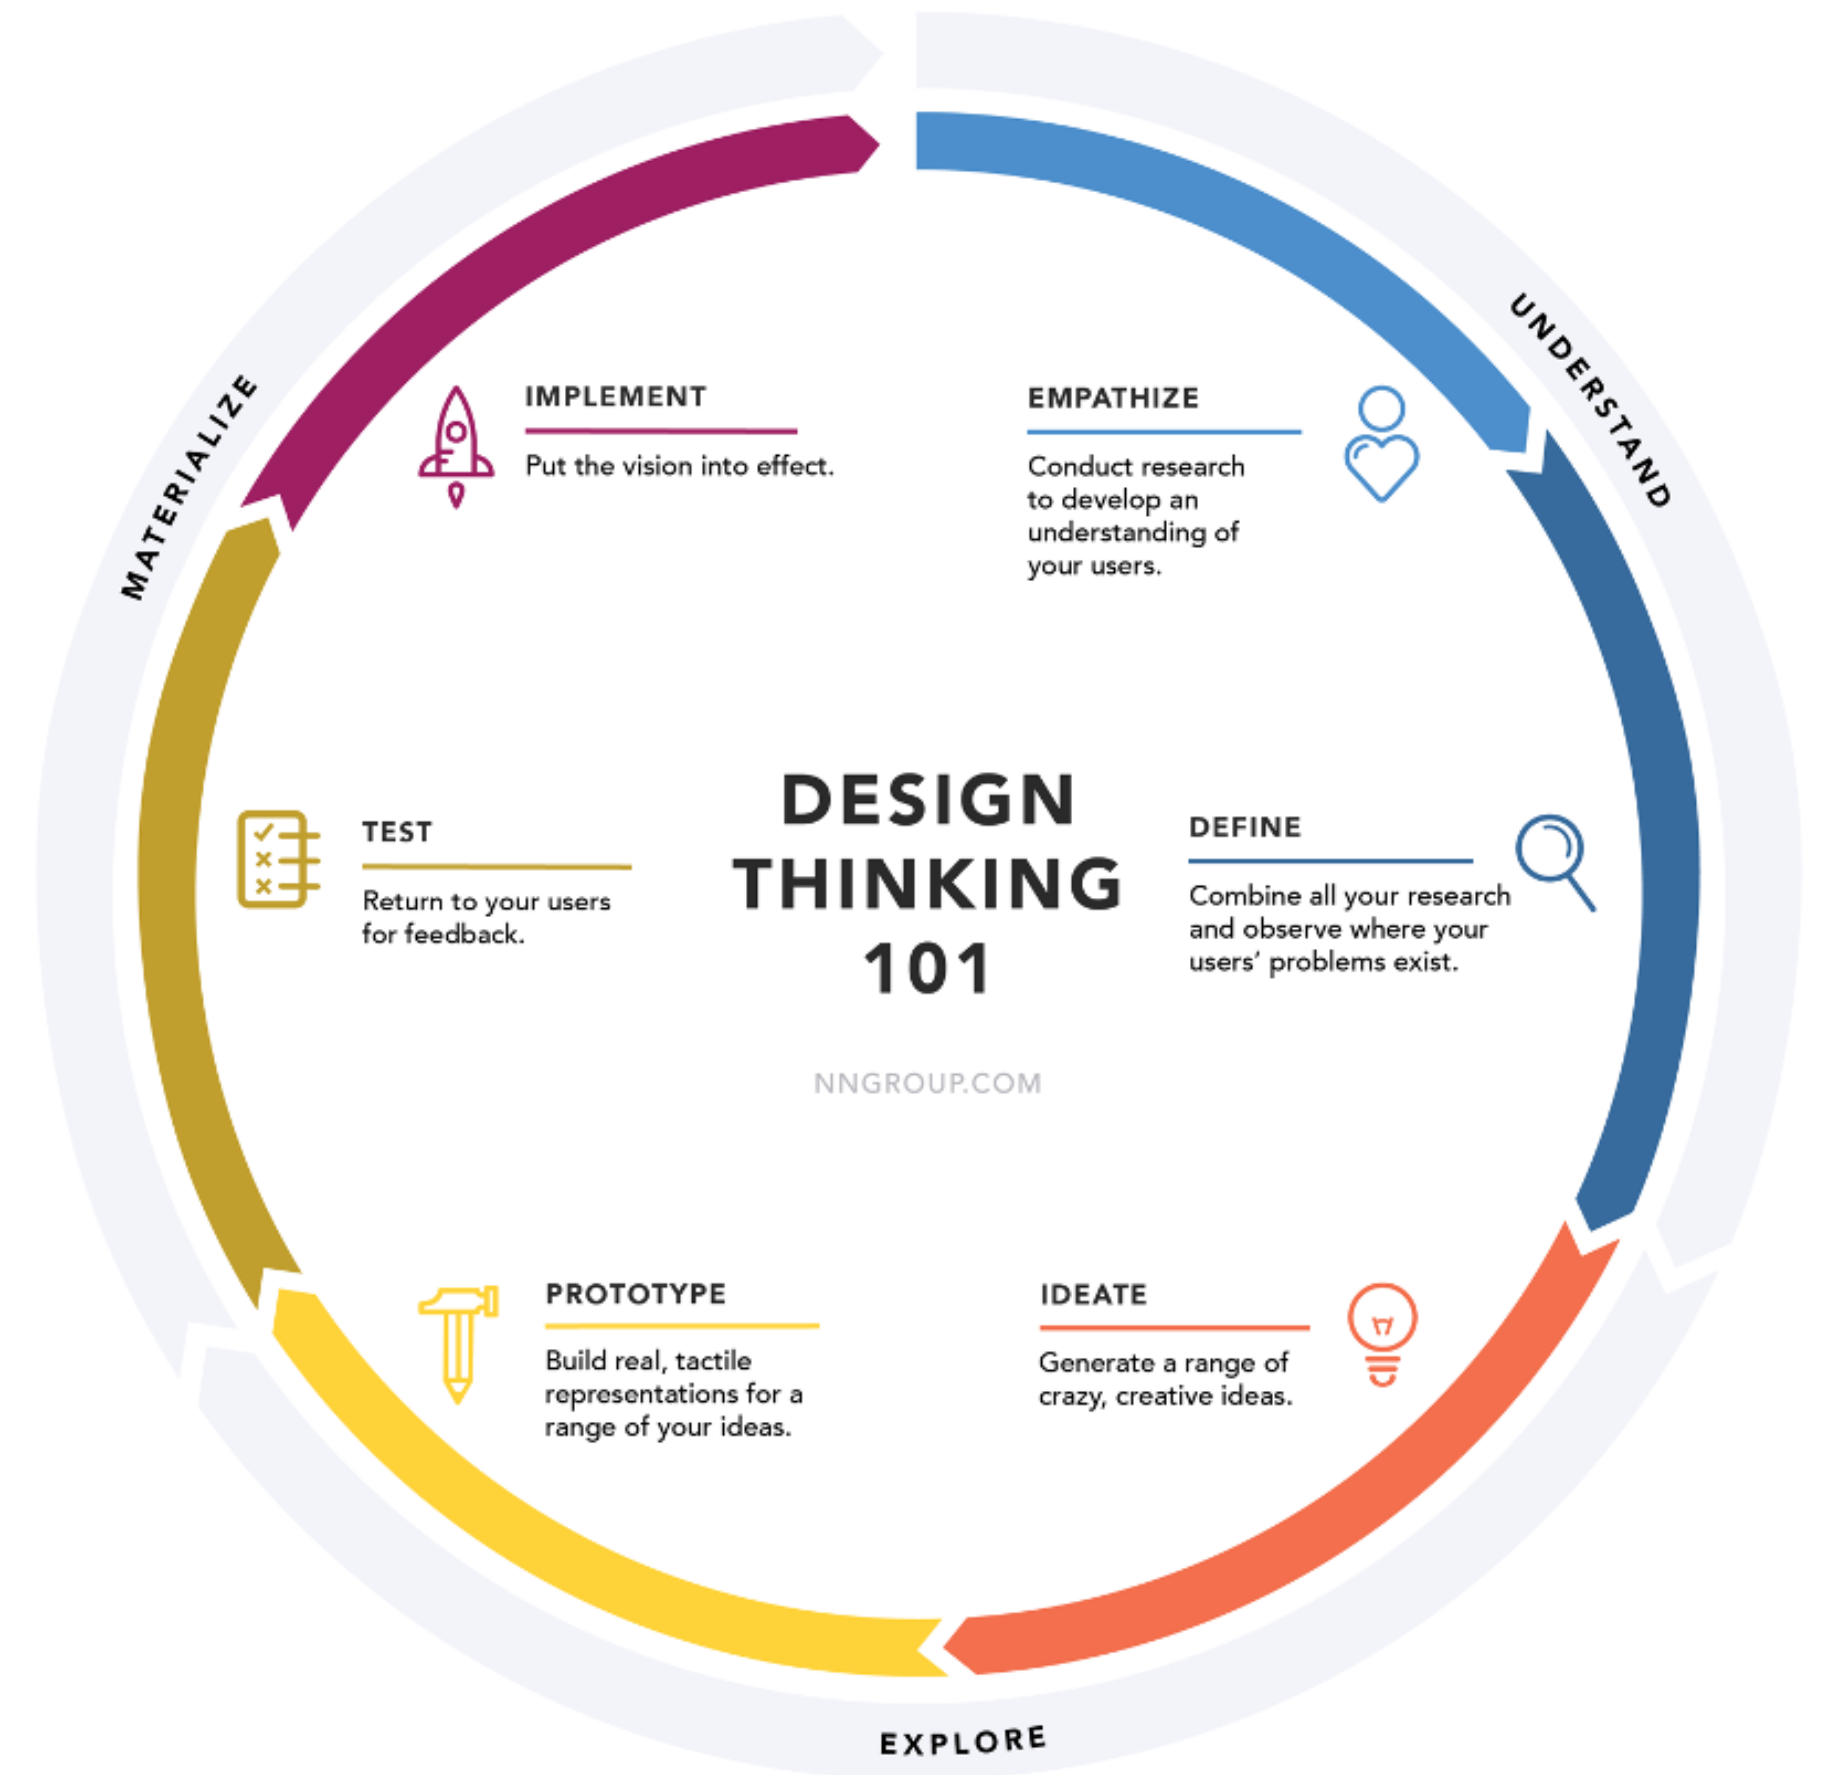 UNDERSTAND
MATERIALIZE
IMPLEMENT
Put the vision into effect.
EMPATHIZE
Conduct research
to develop an
understanding of
your users.
TEST
Return to your users
for feedback.
DESIGN
THINKING
101
NNGROUP.COM
DEFINE
Combine all your research
and observe where your
users’ problems exist.
PROTOTYPE
Build real, tactile
representations for a
range of your ideas.
IDEATE
Generate a range of
crazy, creative ideas.
EXPLORE